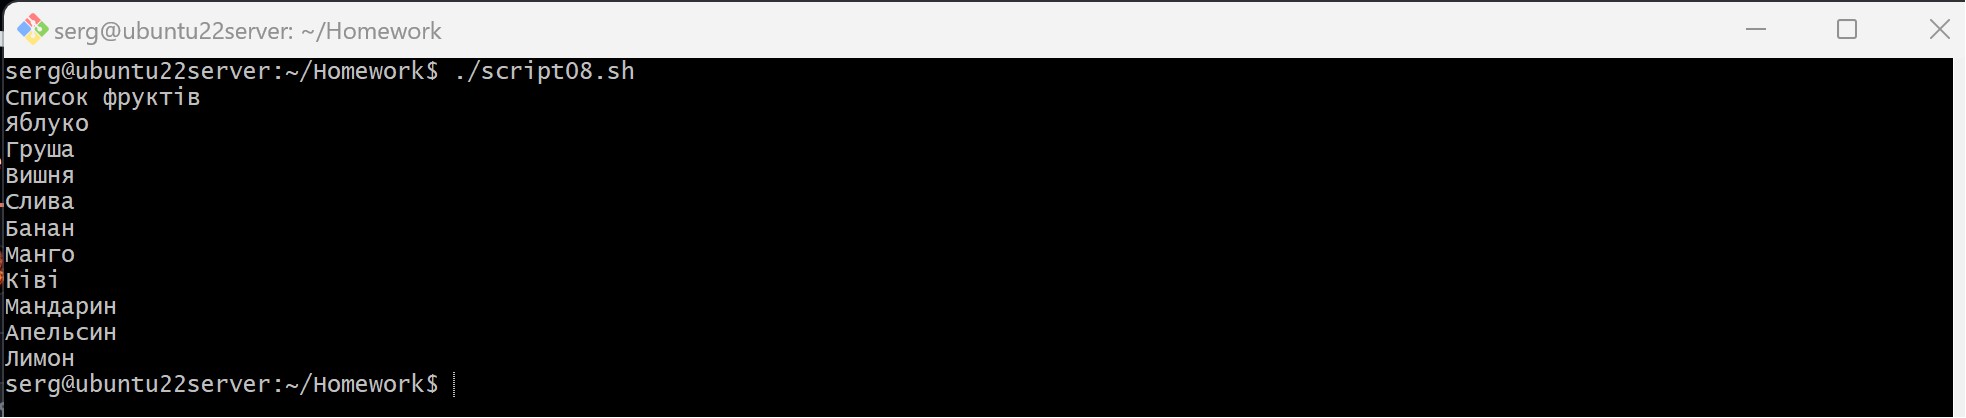 serg@ubuntu22server: ~/Homework
serg@ubuntu22server:~/Homework$ ./script08.sh
Список фруктів
Яблуко
Груша
Вишня
Слива
Банан
Манго
Ківі
Мандарин
Апельсин
Лимон
serg@ubuntu22server:~/Homework$